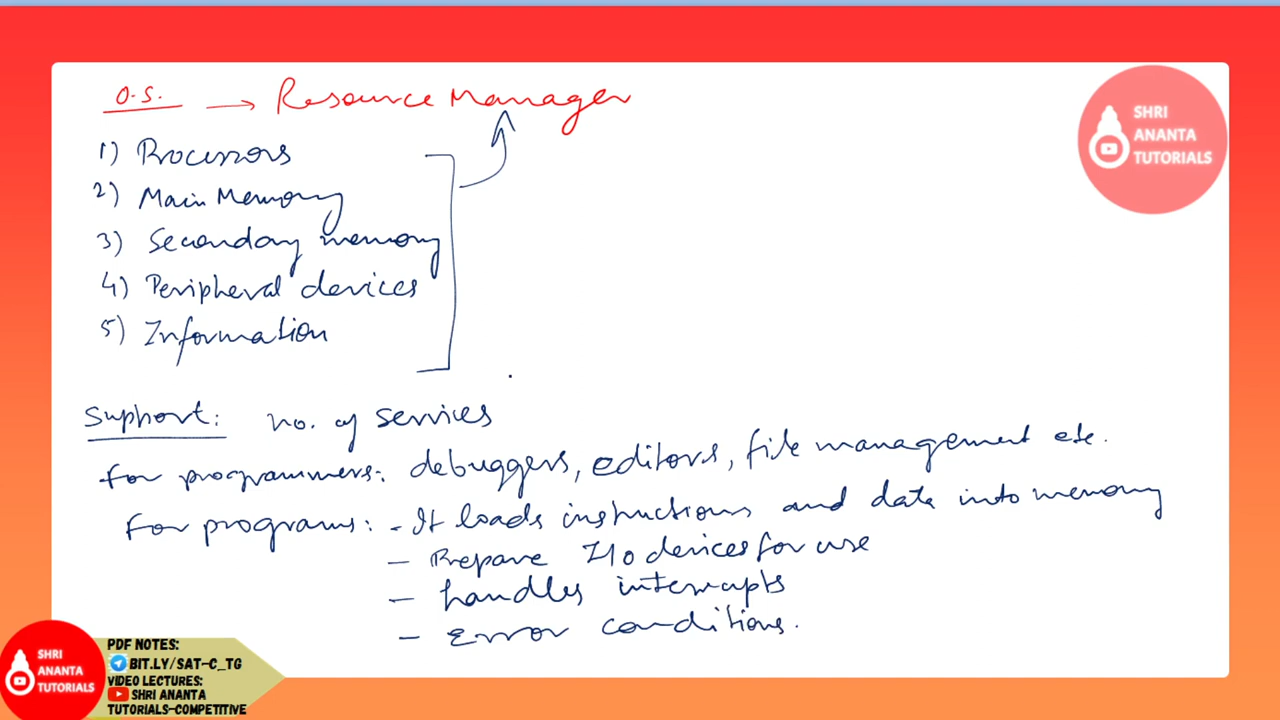 O.S. → Resource Manager
1) Processors
2) Main Memory
3) Secondary memory
4) Peripheral devices
5) Information
Support: no. of services
for programmers: debuggers, editors, file management etc.
for programs: - It loads instructions and data into memory
- Prepare I/O devices for use
- handles interrupts
- Error conditions.
SHRI
ANANTA
TUTORIALS
SHRI
ANANTA
TUTORIALS
PDF NOTES:
BIT.LY/SAT-C_TG
VIDEO LECTURES:
SHRI ANANTA
TUTORIALS-COMPETITIVE